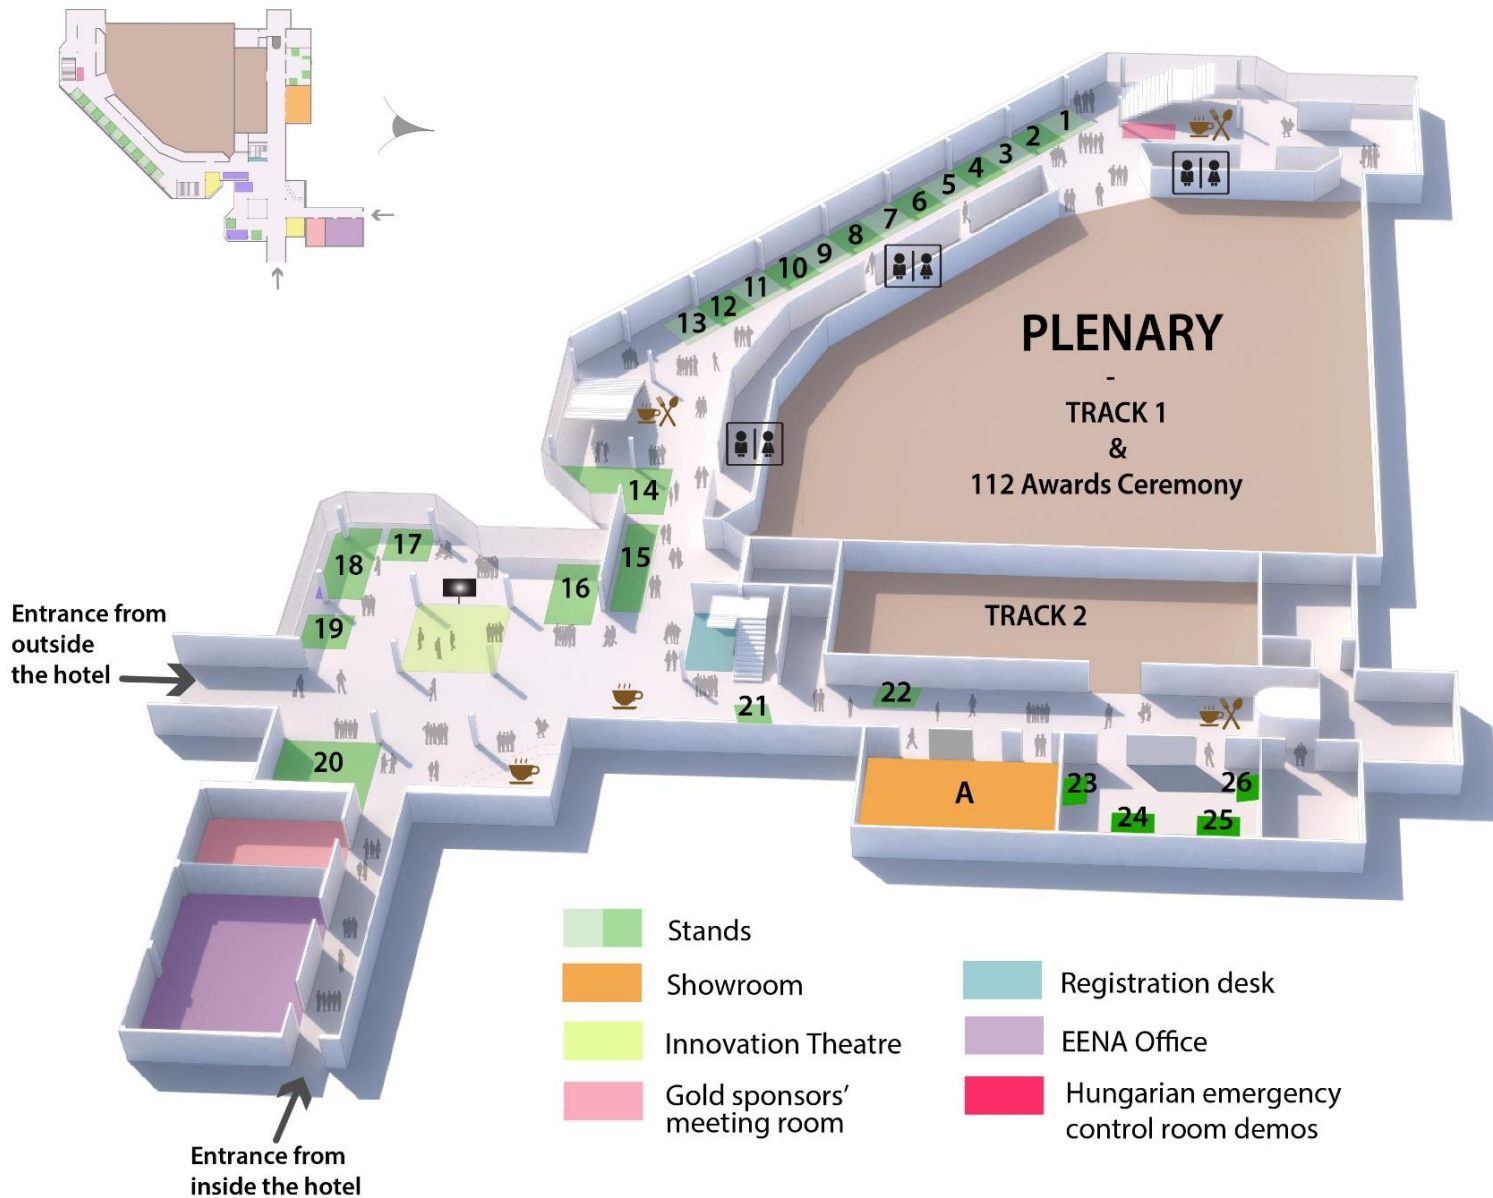 1
2
3
4
5
6
7
8
9
10
11
12
13
PLENARY
-
TRACK 1
&
112 Awards Ceremony
14
15
16
17
18
19
TRACK 2
Entrance from
outside
the hotel
20
21
22
A
23
24
25
26
Stands
Showroom
Innovation Theatre
Gold sponsors'
meeting room
Registration desk
EENA Office
Hungarian emergency
control room demos
Entrance from
inside the hotel